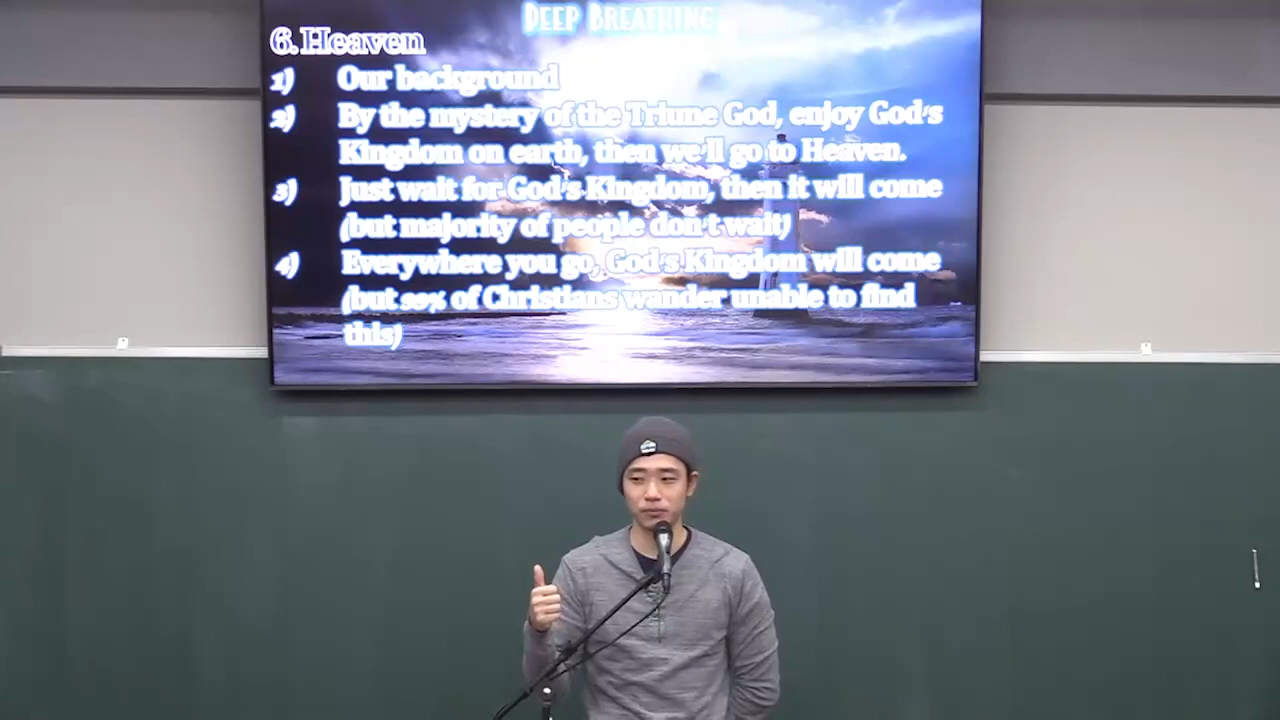 DEEP BREATHING
6. Heaven
1) Our background
2) By the mystery of the Triune God, enjoy God's
Kingdom on earth, then we'll go to Heaven.
3) Just wait for God's Kingdom, then it will come
(but majority of people don't wait)
4) Everywhere you go, God's Kingdom will come
(but 99% of Christians wander unable to find
this)